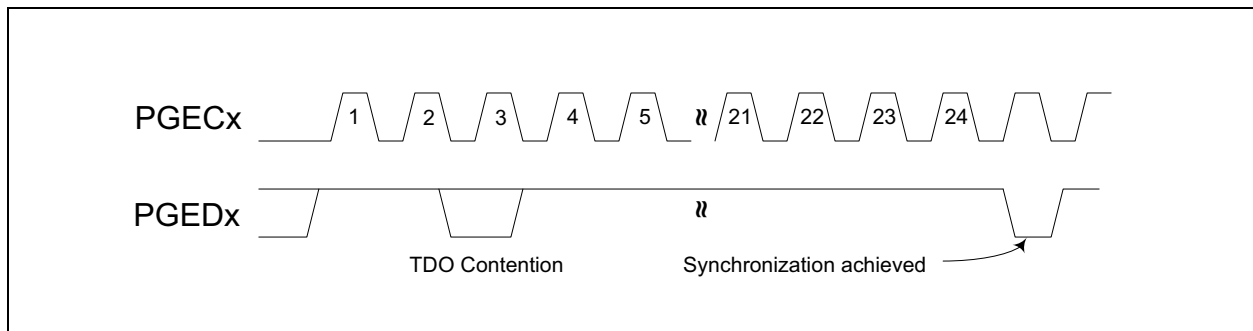 PGECx 1 2 3 4 5 ≈ 21 22 23 24
PGEDx ≈
TDO Contention Synchronization achieved